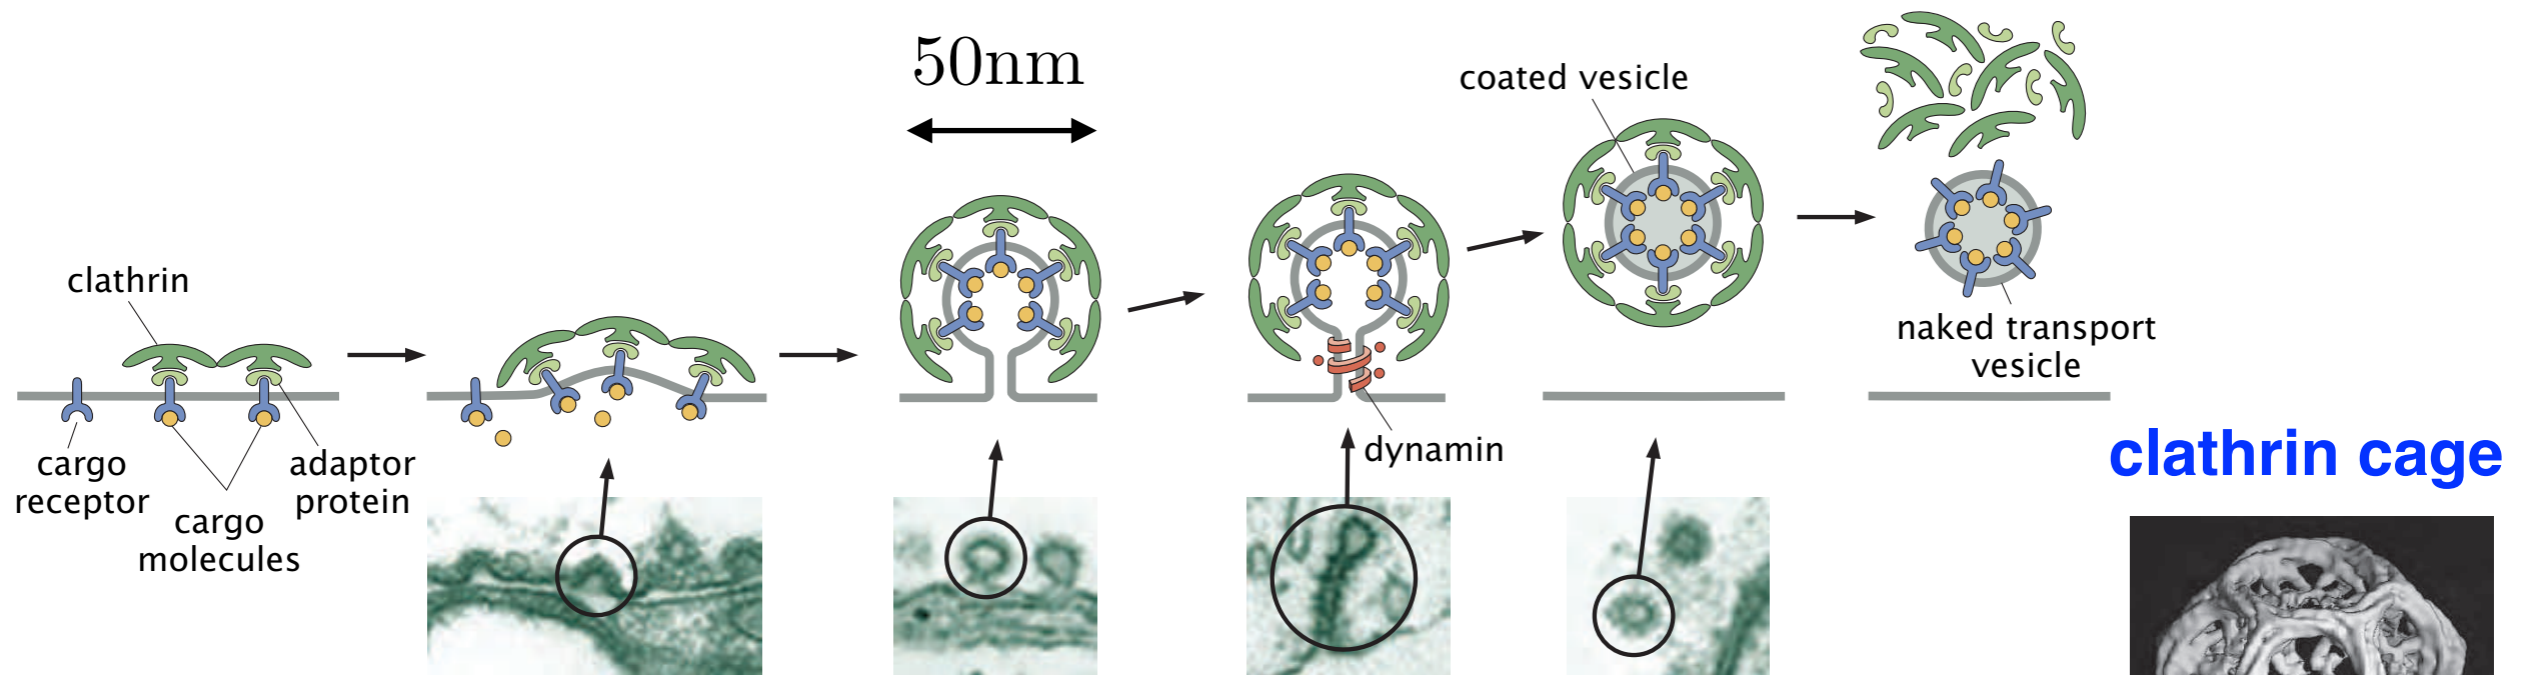 50nm
coated vesicle
clathrin
naked transport
vesicle
dynamin
clathrin cage
cargo
receptor
adaptor
protein
cargo
molecules